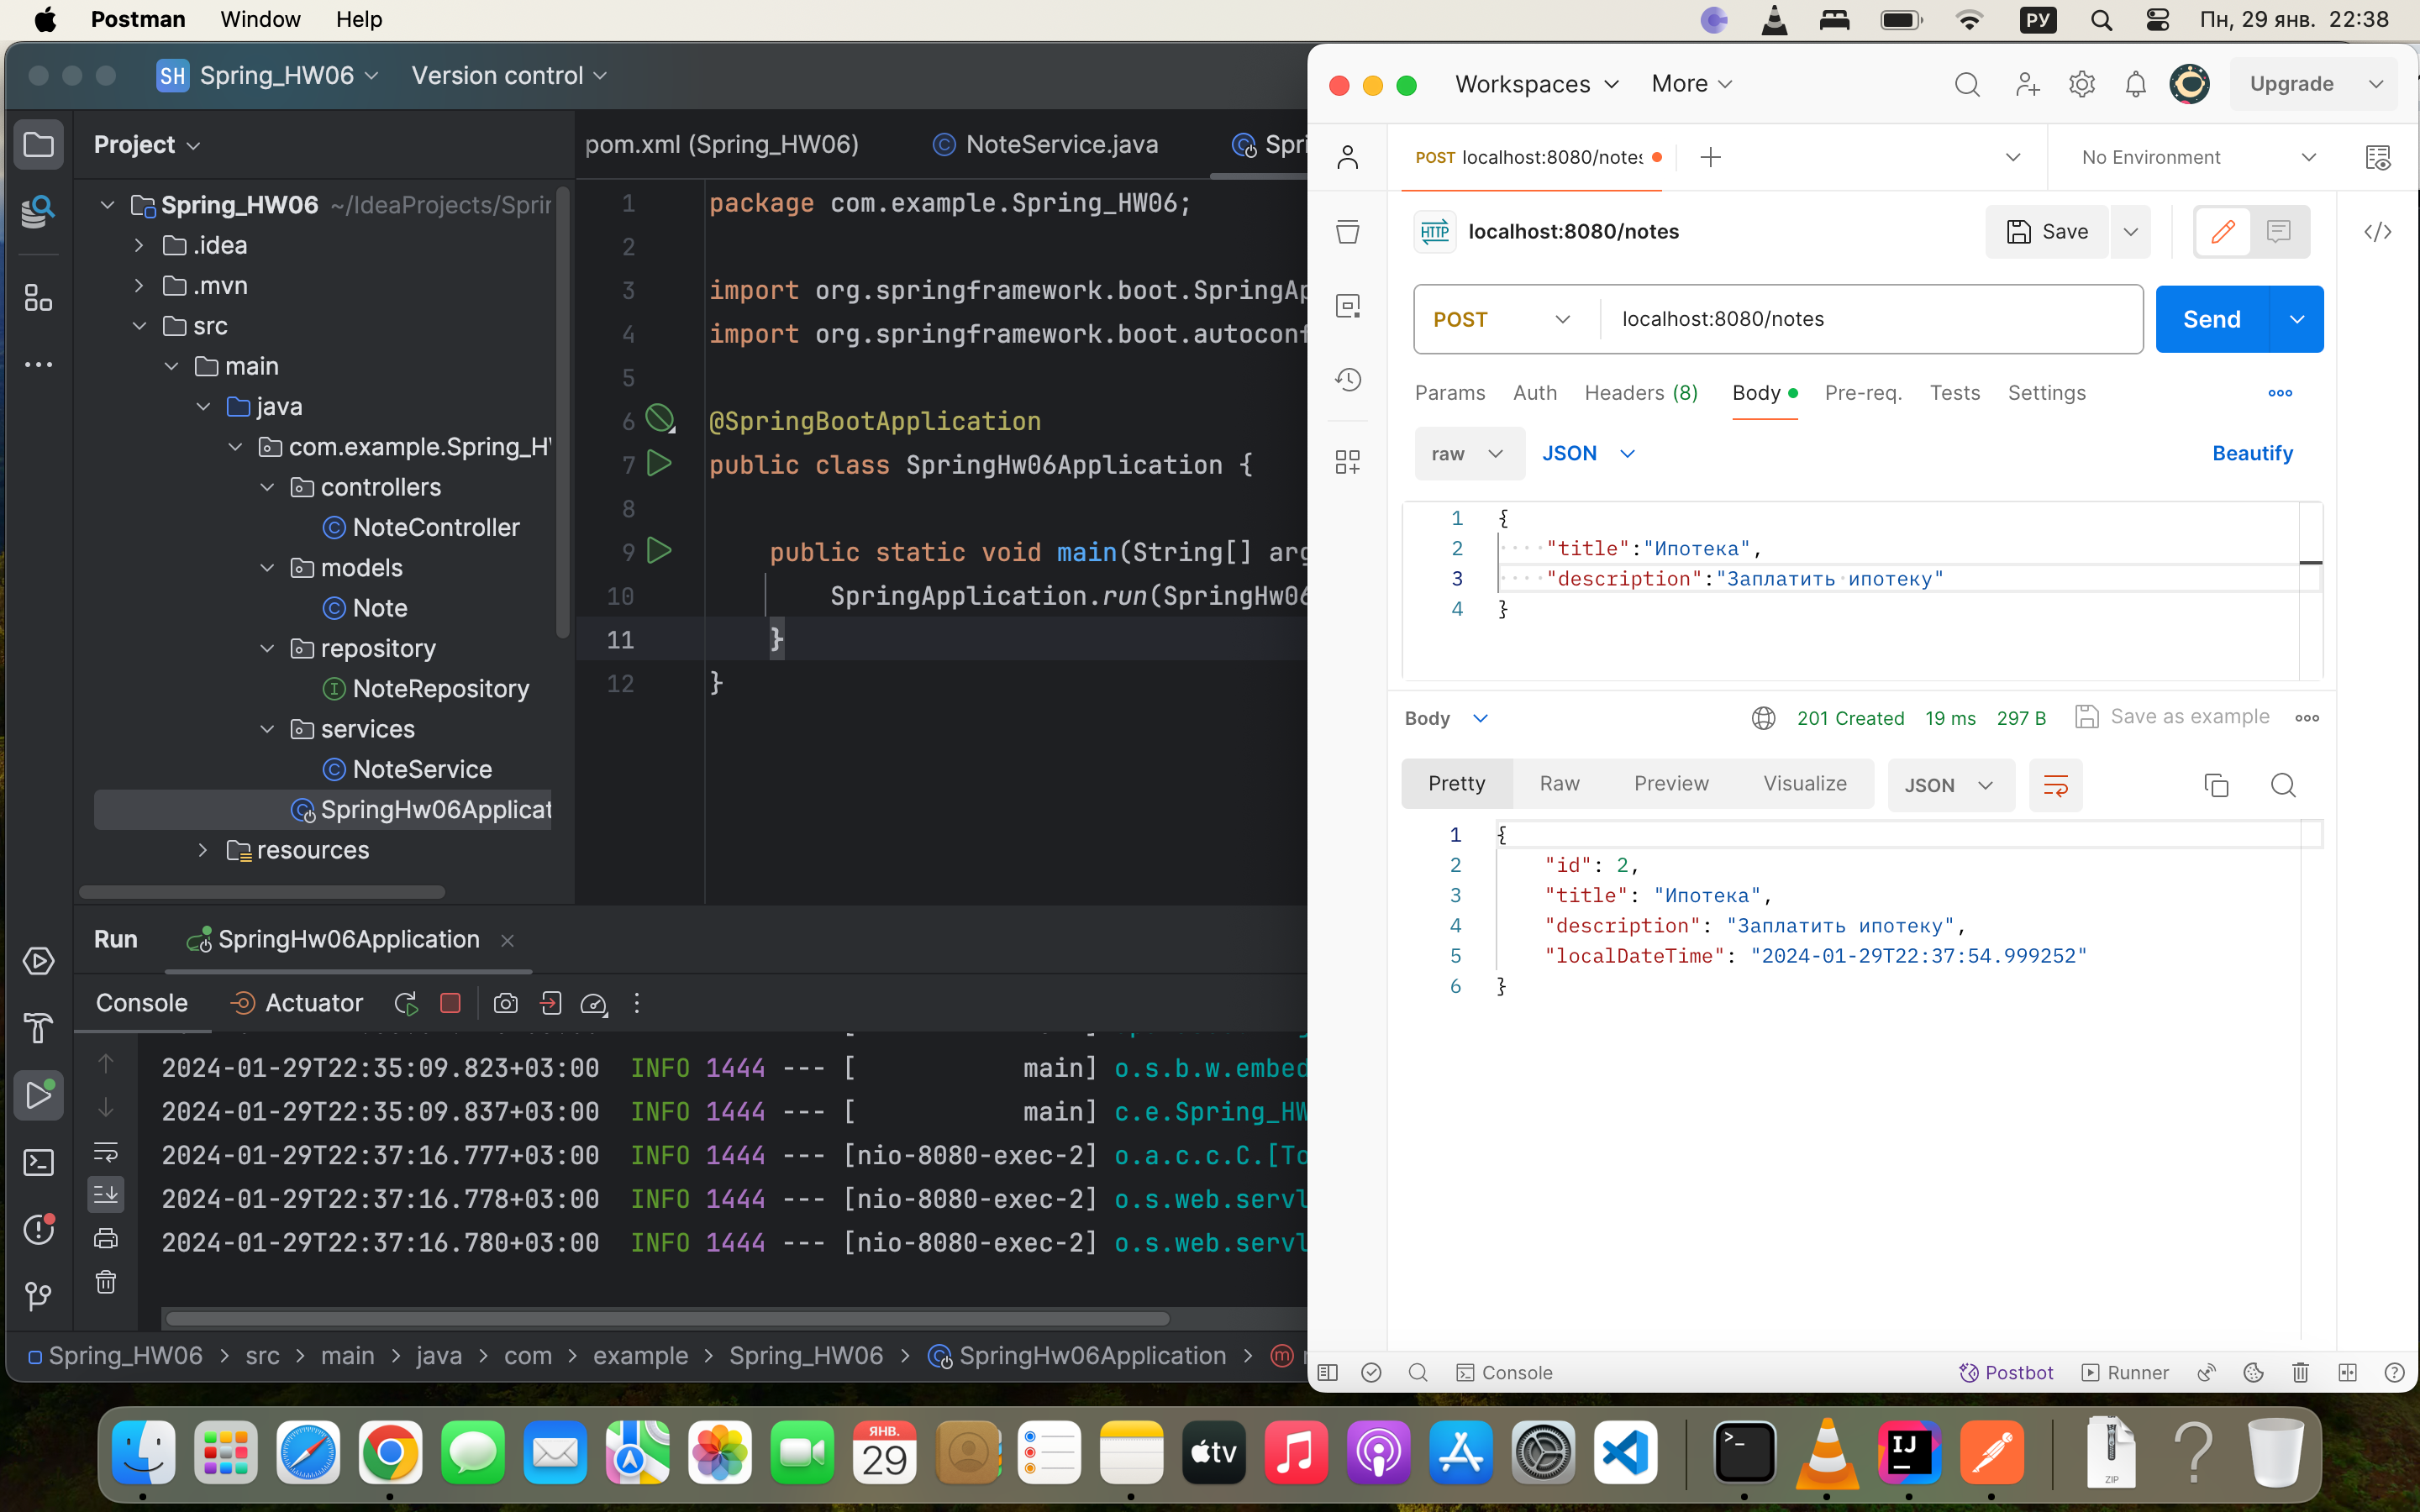 Postman Window Help
РУ Пн, 29 янв. 22:38
SH Spring_HW06 Version control
Project
Spring_HW06 ~/IdeaProjects/Sprin
.idea
.mvn
src
main
java
com.example.Spring_H
controllers
NoteController
models
Note
repository
NoteRepository
services
NoteService
SpringHw06Applicat
resources
pom.xml (Spring_HW06) NoteService.java Spri
1 package com.example.Spring_HW06;
2
3 import org.springframework.boot.SpringAp
4 import org.springframework.boot.autoconf
5
6 @SpringBootApplication
7 public class SpringHw06Application {
8
9 public static void main(String[] arg
10 SpringApplication.run(SpringHw06
11 }
12 }
Run SpringHw06Application
Console Actuator
2024-01-29T22:35:09.823+03:00 INFO 1444 --- [ main] o.s.b.w.embed
2024-01-29T22:35:09.837+03:00 INFO 1444 --- [ main] c.e.Spring_HW
2024-01-29T22:37:16.777+03:00 INFO 1444 --- [nio-8080-exec-2] o.a.c.c.C.[To
2024-01-29T22:37:16.778+03:00 INFO 1444 --- [nio-8080-exec-2] o.s.web.servl
2024-01-29T22:37:16.780+03:00 INFO 1444 --- [nio-8080-exec-2] o.s.web.servl
Spring_HW06 > src > main > java > com > example > Spring_HW06 > SpringHw06Application > m
Workspaces More Upgrade
POST localhost:8080/notes No Environment
HTTP localhost:8080/notes Save
POST localhost:8080/notes Send
Params Auth Headers (8) Body Pre-req. Tests Settings
raw JSON Beautify
1 {
2 "title":"Ипотека",
3 "description":"Заплатить ипотеку"
4 }
Body 201 Created 19 ms 297 B Save as example
Pretty Raw Preview Visualize JSON
1 {
2 "id": 2,
3 "title": "Ипотека",
4 "description": "Заплатить ипотеку",
5 "localDateTime": "2024-01-29T22:37:54.999252"
6 }
Console Postbot Runner
ЯНВ.
29
tv
IJ
ZIP